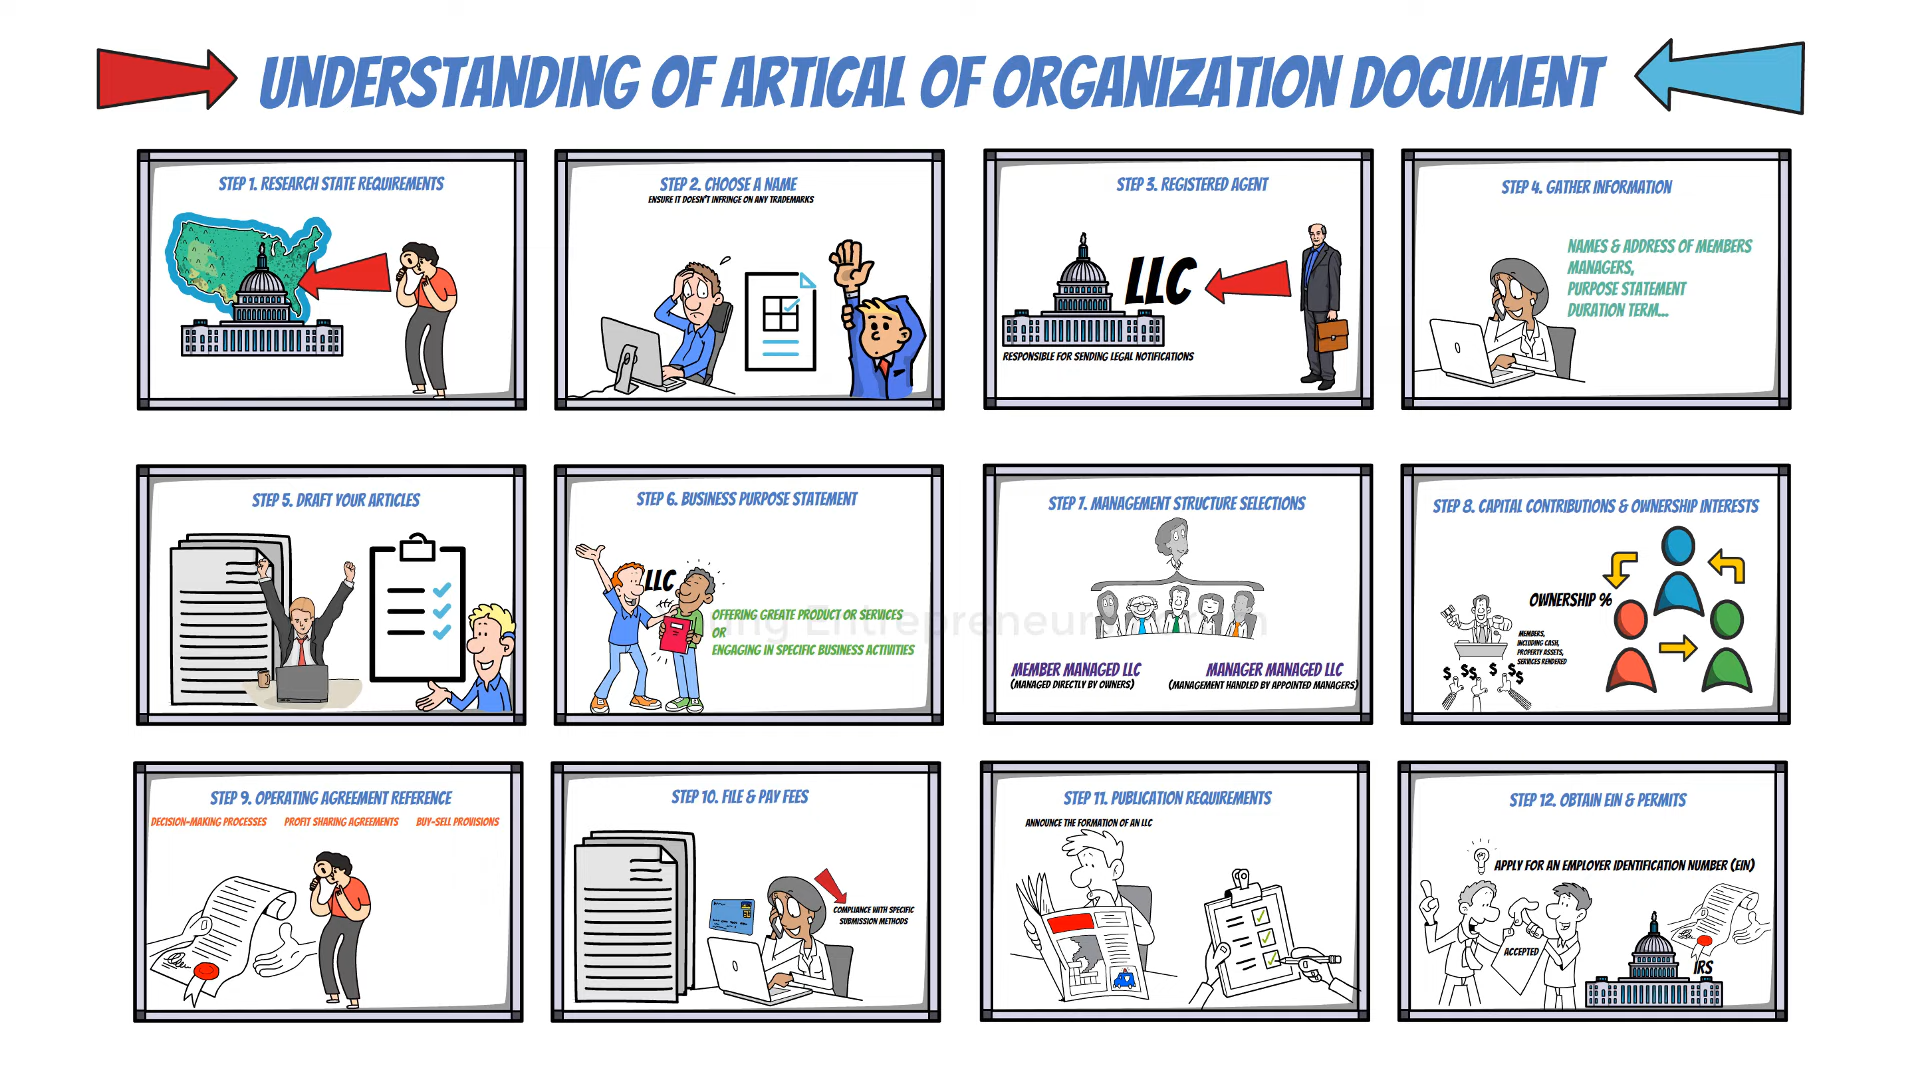 UNDERSTANDING OF ARTICAL OF ORGANIZATION DOCUMENT
STEP 1. RESEARCH STATE REQUIREMENTS
STEP 2. CHOOSE A NAME
ENSURE IT DOESN'T INFRINGE ON ANY TRADEMARKS
STEP 3. REGISTERED AGENT
LLC
RESPONSIBLE FOR SENDING LEGAL NOTIFICATIONS
STEP 4. GATHER INFORMATION
NAMES & ADDRESS OF MEMBERS
MANAGERS,
PURPOSE STATEMENT
DURATION TERM...
STEP 5. DRAFT YOUR ARTICLES
STEP 6. BUSINESS PURPOSE STATEMENT
LLC
OFFERING GREATE PRODUCT OR SERVICES
OR
ENGAGING IN SPECIFIC BUSINESS ACTIVITIES
STEP 7. MANAGEMENT STRUCTURE SELECTIONS
MEMBER MANAGED LLC
(MANAGED DIRECTLY BY OWNERS)
MANAGER MANAGED LLC
(MANAGEMENT HANDLED BY APPOINTED MANAGERS)
STEP 8. CAPITAL CONTRIBUTIONS & OWNERSHIP INTERESTS
OWNERSHIP %
MEMBERS,
INCLUDING CASH,
PROPERTY ASSETS,
SERVICES RENDERED
$ $$ $ $$
STEP 9. OPERATING AGREEMENT REFERENCE
DECISION-MAKING PROCESSES PROFIT SHARING AGREEMENTS BUY-SELL PROVISIONS
STEP 10. FILE & PAY FEES
COMPLIANCE WITH SPECIFIC
SUBMISSION METHODS
STEP 11. PUBLICATION REQUIREMENTS
ANNOUNCE THE FORMATION OF AN LLC
STEP 12. OBTAIN EIN & PERMITS
APPLY FOR AN EMPLOYER IDENTIFICATION NUMBER (EIN)
ACCEPTED
IRS